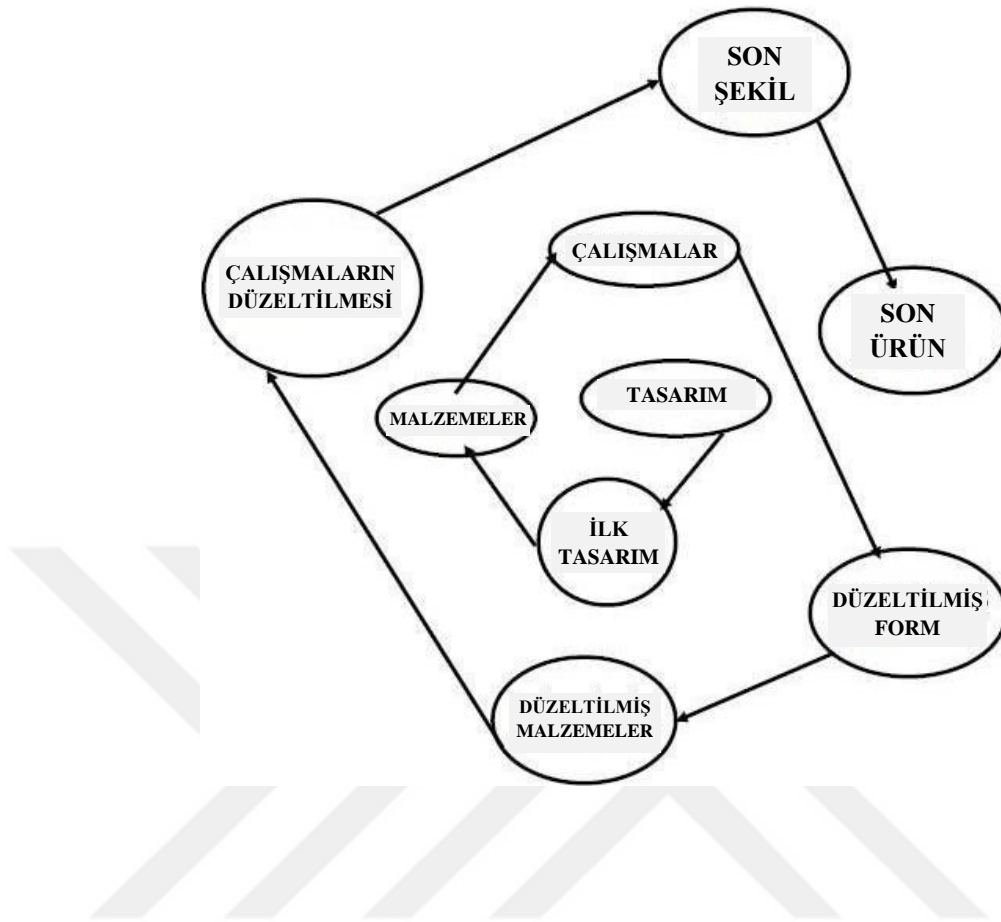 SON
ŞEKİL
ÇALIŞMALAR
ÇALIŞMALARIN
DÜZELTİLMESİ
SON
ÜRÜN
TASARIM
MALZEMELER
İLK
TASARIM
DÜZELTİLMİŞ
FORM
DÜZELTİLMİŞ
MALZEMELER